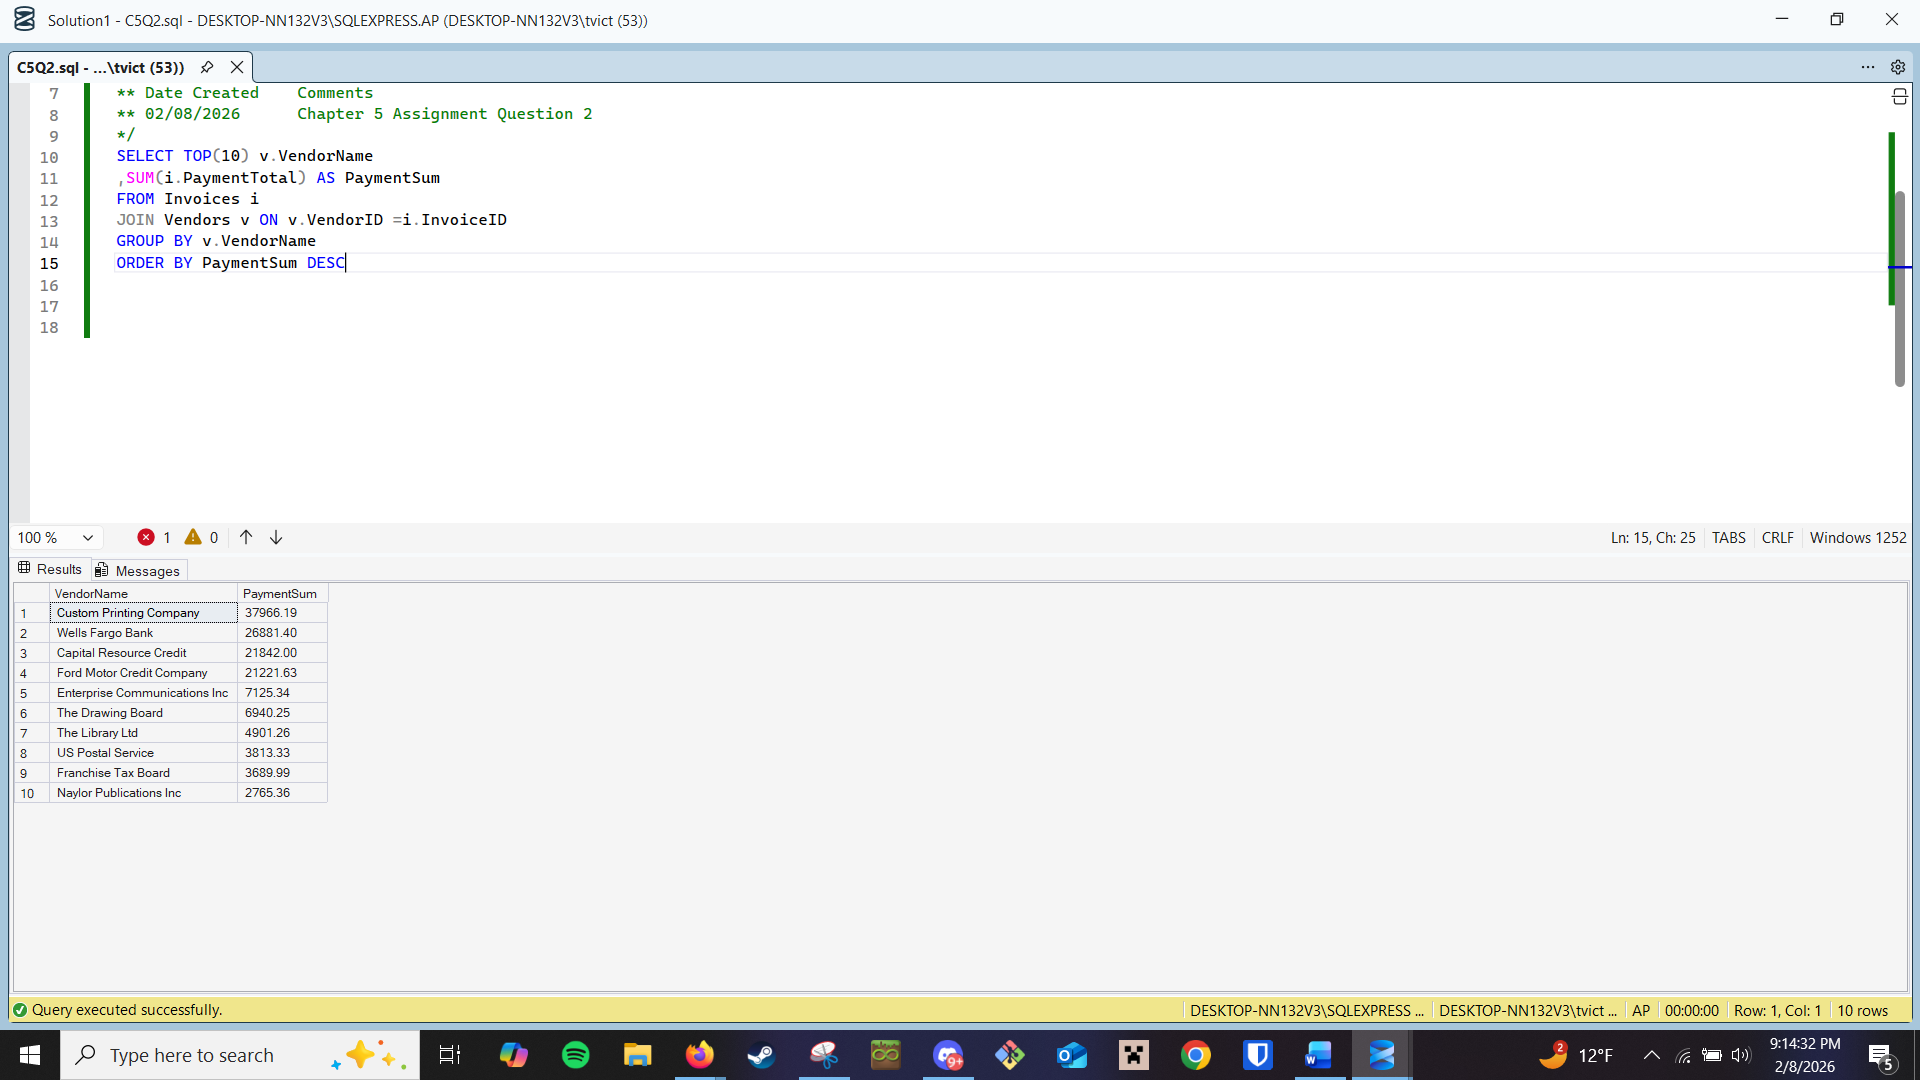 Solution1 - C5Q2.sql - DESKTOP-NN132V3\SQLEXPRESS.AP (DESKTOP-NN132V3\tvict (53))
C5Q2.sql - ...\tvict (53))
7 ** Date Created    Comments
8 ** 02/08/2026      Chapter 5 Assignment Question 2
9 */
10 SELECT TOP(10) v.VendorName
11 ,SUM(i.PaymentTotal) AS PaymentSum
12 FROM Invoices i
13 JOIN Vendors v ON v.VendorID =i.InvoiceID
14 GROUP BY v.VendorName
15 ORDER BY PaymentSum DESC
16
17
18
100 % 1 0 Ln: 15, Ch: 25 TABS CRLF Windows 1252
Results Messages
VendorName PaymentSum
1 Custom Printing Company 37966.19
2 Wells Fargo Bank 26881.40
3 Capital Resource Credit 21842.00
4 Ford Motor Credit Company 21221.63
5 Enterprise Communications Inc 7125.34
6 The Drawing Board 6940.25
7 The Library Ltd 4901.26
8 US Postal Service 3813.33
9 Franchise Tax Board 3689.99
10 Naylor Publications Inc 2765.36
Query executed successfully. DESKTOP-NN132V3\SQLEXPRESS ... DESKTOP-NN132V3\tvict ... AP 00:00:00 Row: 1, Col: 1 10 rows
Type here to search 9+ 2 12°F 9:14:32 PM
2/8/2026 5